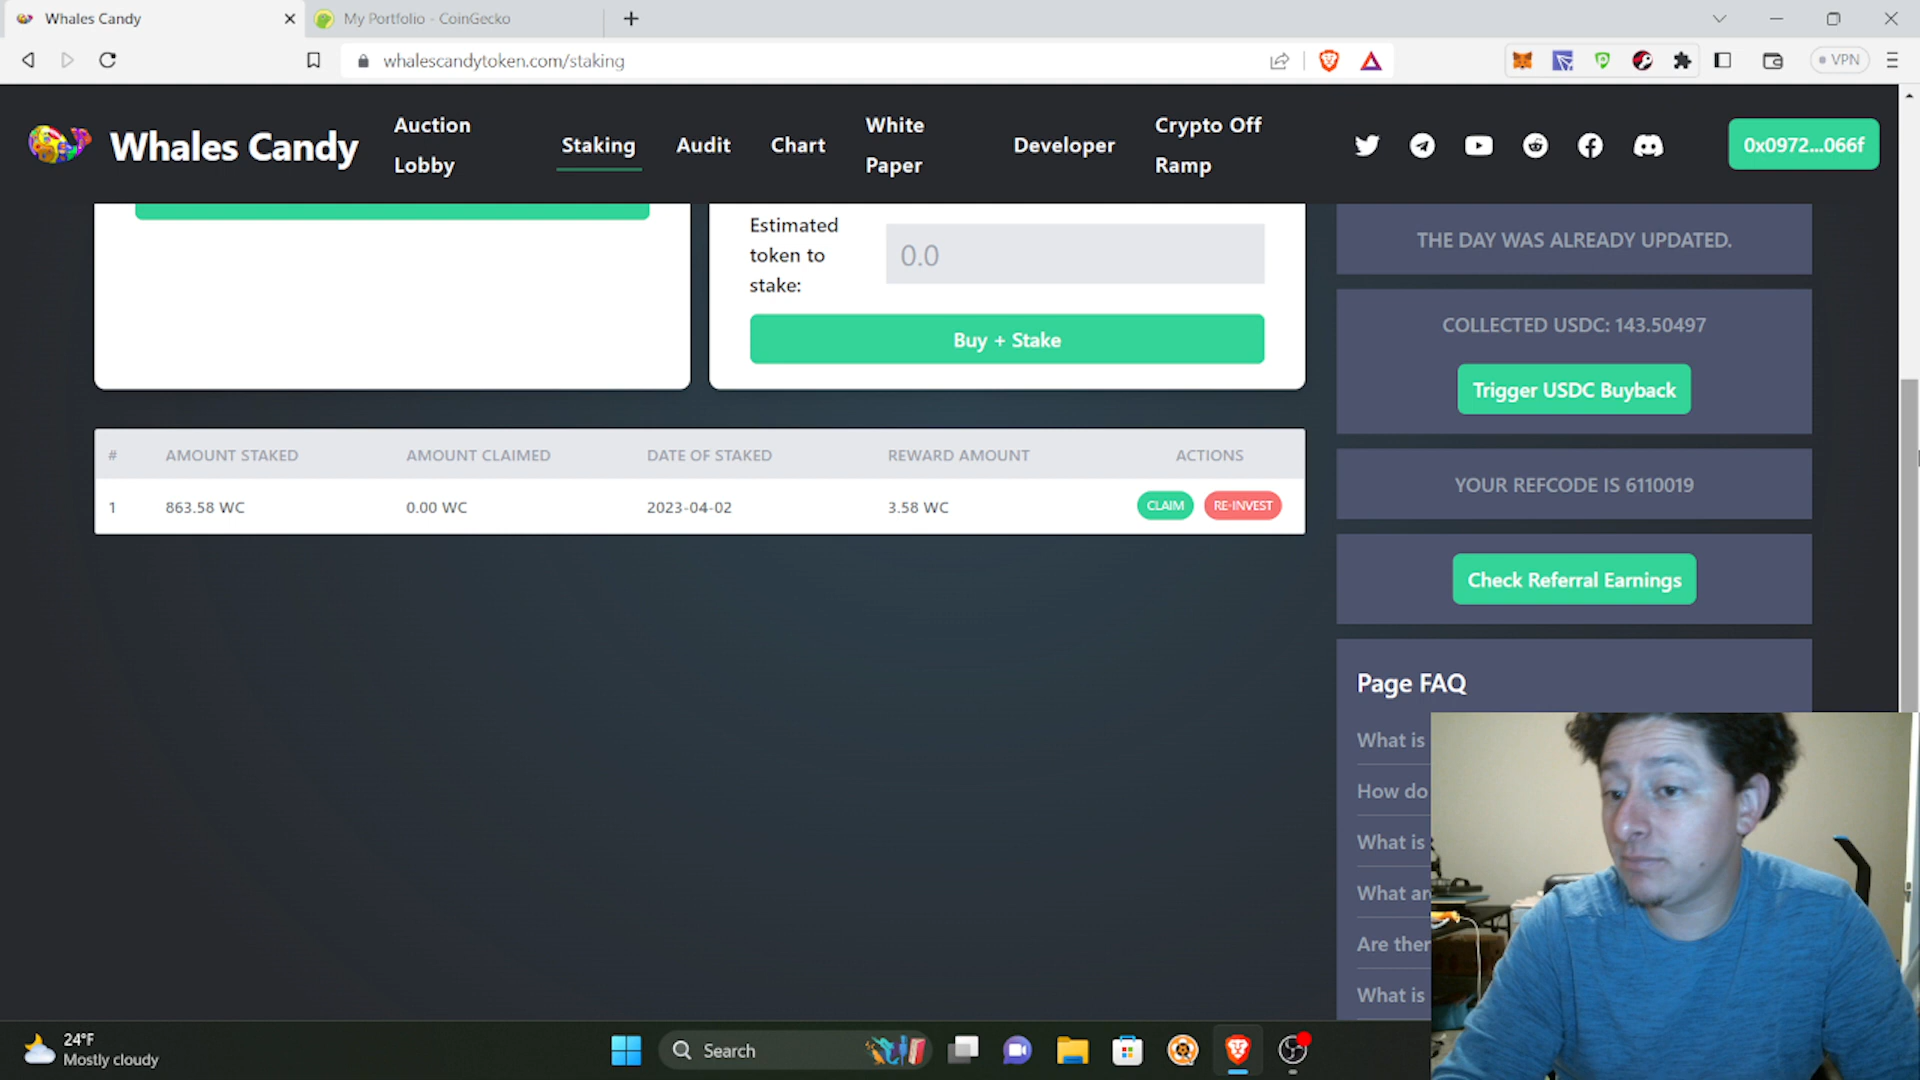 Whales Candy
My Portfolio - CoinGecko
whalescandytoken.com/staking
VPN
Whales Candy
Auction
Lobby
Staking
Audit
Chart
White
Paper
Developer
Crypto Off
Ramp
0x0972...066f
Estimated
token to
stake:
0.0
Buy + Stake
THE DAY WAS ALREADY UPDATED.
COLLECTED USDC: 143.50497
Trigger USDC Buyback
YOUR REFCODE IS 6110019
Check Referral Earnings
# AMOUNT STAKED AMOUNT CLAIMED DATE OF STAKED REWARD AMOUNT ACTIONS
1 863.58 WC 0.00 WC 2023-04-02 3.58 WC CLAIM RE-INVEST
Page FAQ
What is
How do
What is
What ar
Are ther
What is
24°F
Mostly cloudy
Search